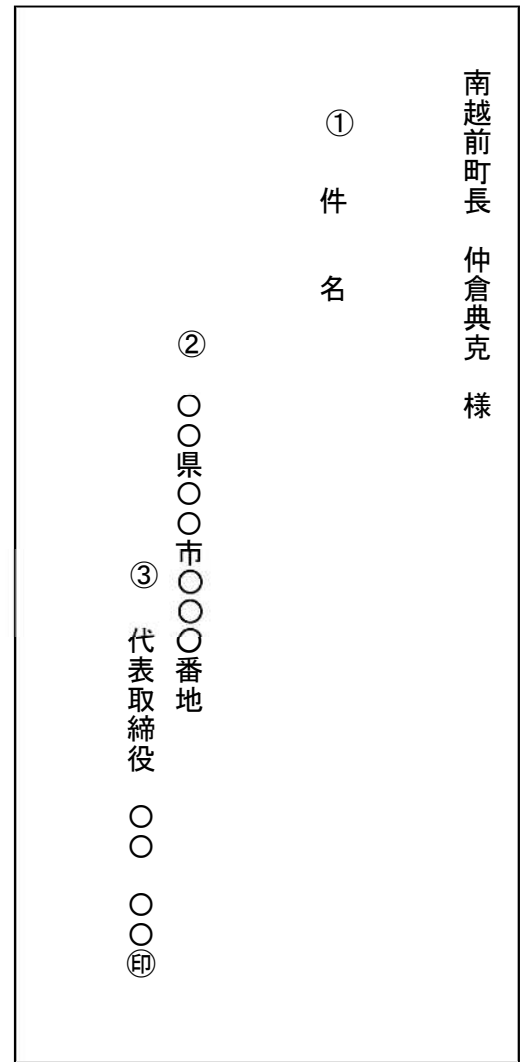 南越前町長　仲倉典克　様
①　件　名
②　〇〇県〇〇市〇〇〇番地
③　代表取締役　〇〇　〇〇㊞